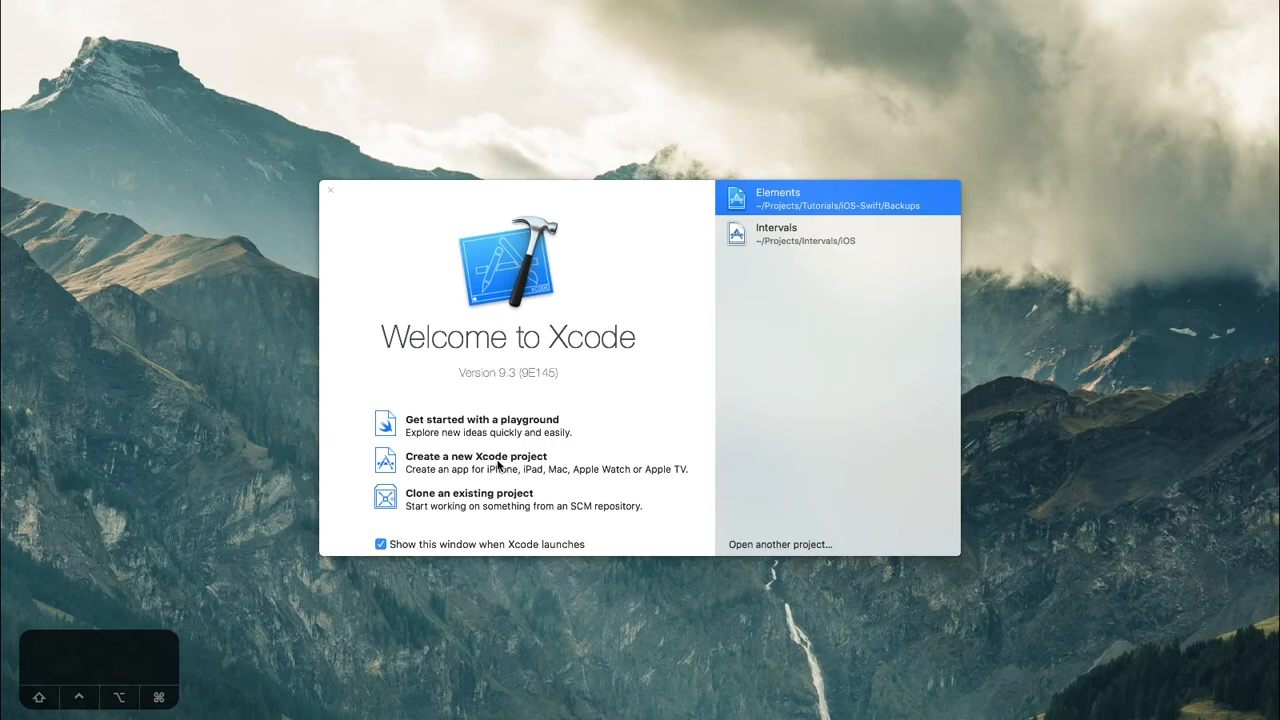 Welcome to Xcode
Version 9.3 (9E145)
Get started with a playground
Explore new ideas quickly and easily.
Create a new Xcode project
Create an app for iPhone, iPad, Mac, Apple Watch or Apple TV.
Clone an existing project
Start working on something from an SCM repository.
Show this window when Xcode launches
Elements
~/Projects/Tutorials/iOS-Swift/Backups
Intervals
~/Projects/Intervals/iOS
Open another project...